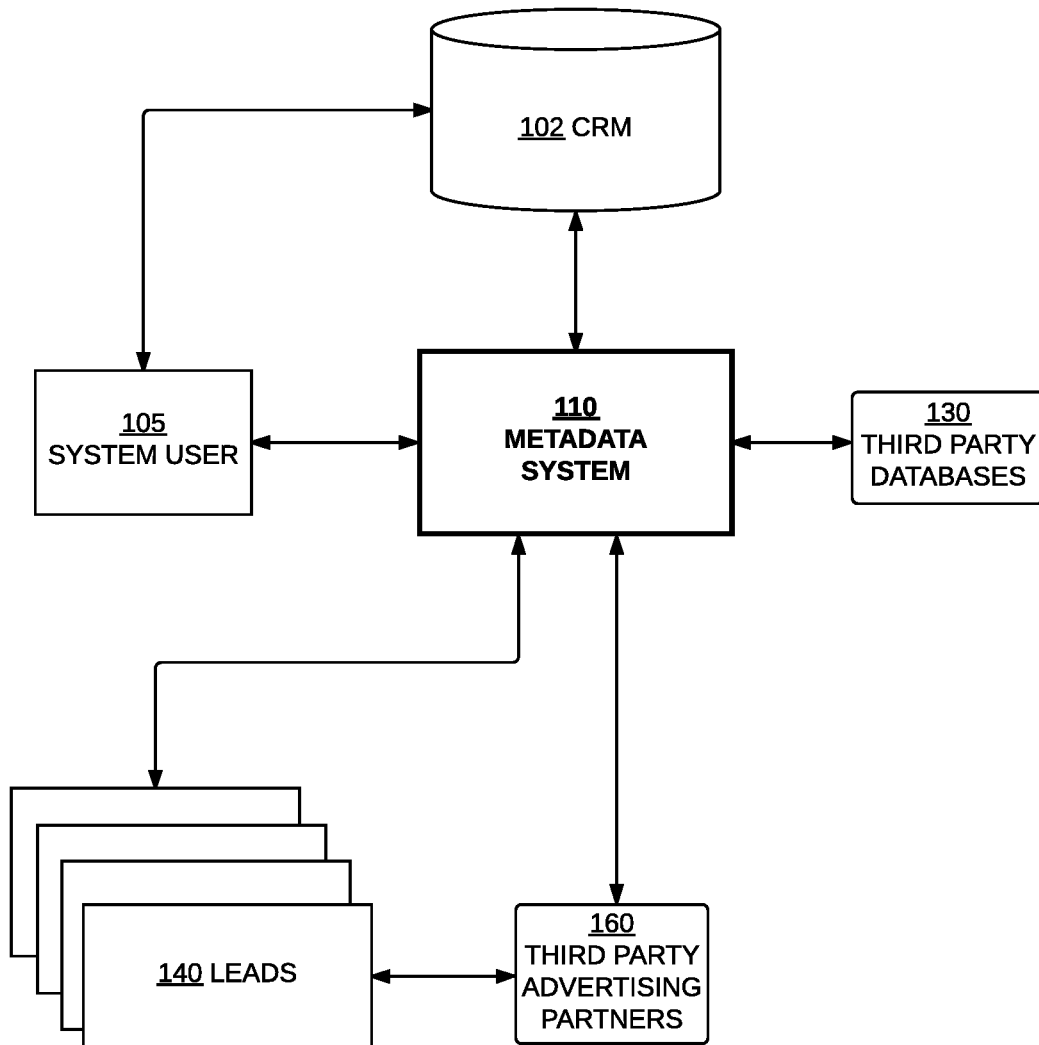 102 CRM
105
SYSTEM USER
110
METADATA
SYSTEM
130
THIRD PARTY
DATABASES
140 LEADS
160
THIRD PARTY
ADVERTISING
PARTNERS